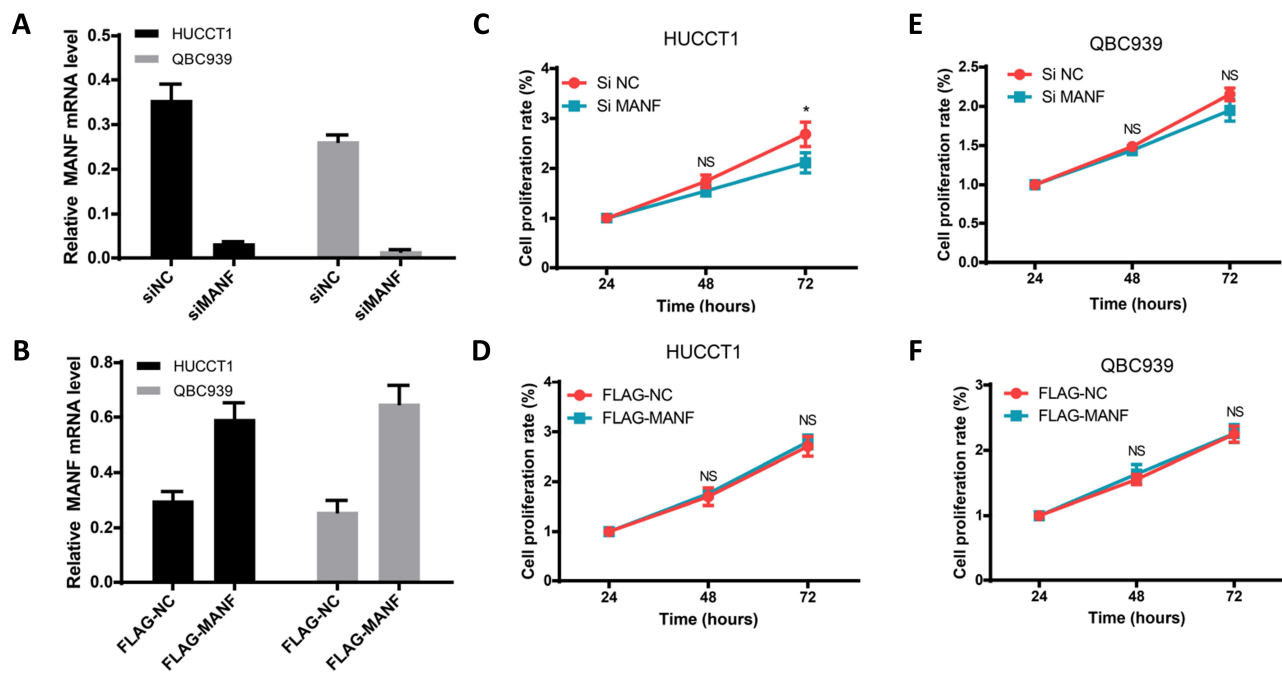 A
HUCCT1
QBC939
Relative MANF mRNA level
0.5
0.4
0.3
0.2
0.1
0.0
siNC
siMANF
siNC
siMANF
B
HUCCT1
QBC939
Relative MANF mRNA level
0.8
0.6
0.4
0.2
0.0
FLAG-NC
FLAG-MANF
FLAG-NC
FLAG-MANF
C
HUCCT1
Si NC
Si MANF
Cell proliferation rate (%)
4
3
2
1
0
NS
*
24
48
72
Time (hours)
D
HUCCT1
FLAG-NC
FLAG-MANF
Cell proliferation rate (%)
4
3
2
1
0
NS
NS
24
48
72
Time (hours)
E
QBC939
Si NC
Si MANF
Cell proliferation rate (%)
2.5
2.0
1.5
1.0
0.5
0.0
NS
NS
24
48
72
Time (hours)
F
QBC939
FLAG-NC
FLAG-MANF
Cell proliferation rate (%)
3
2
1
0
NS
NS
24
48
72
Time (hours)